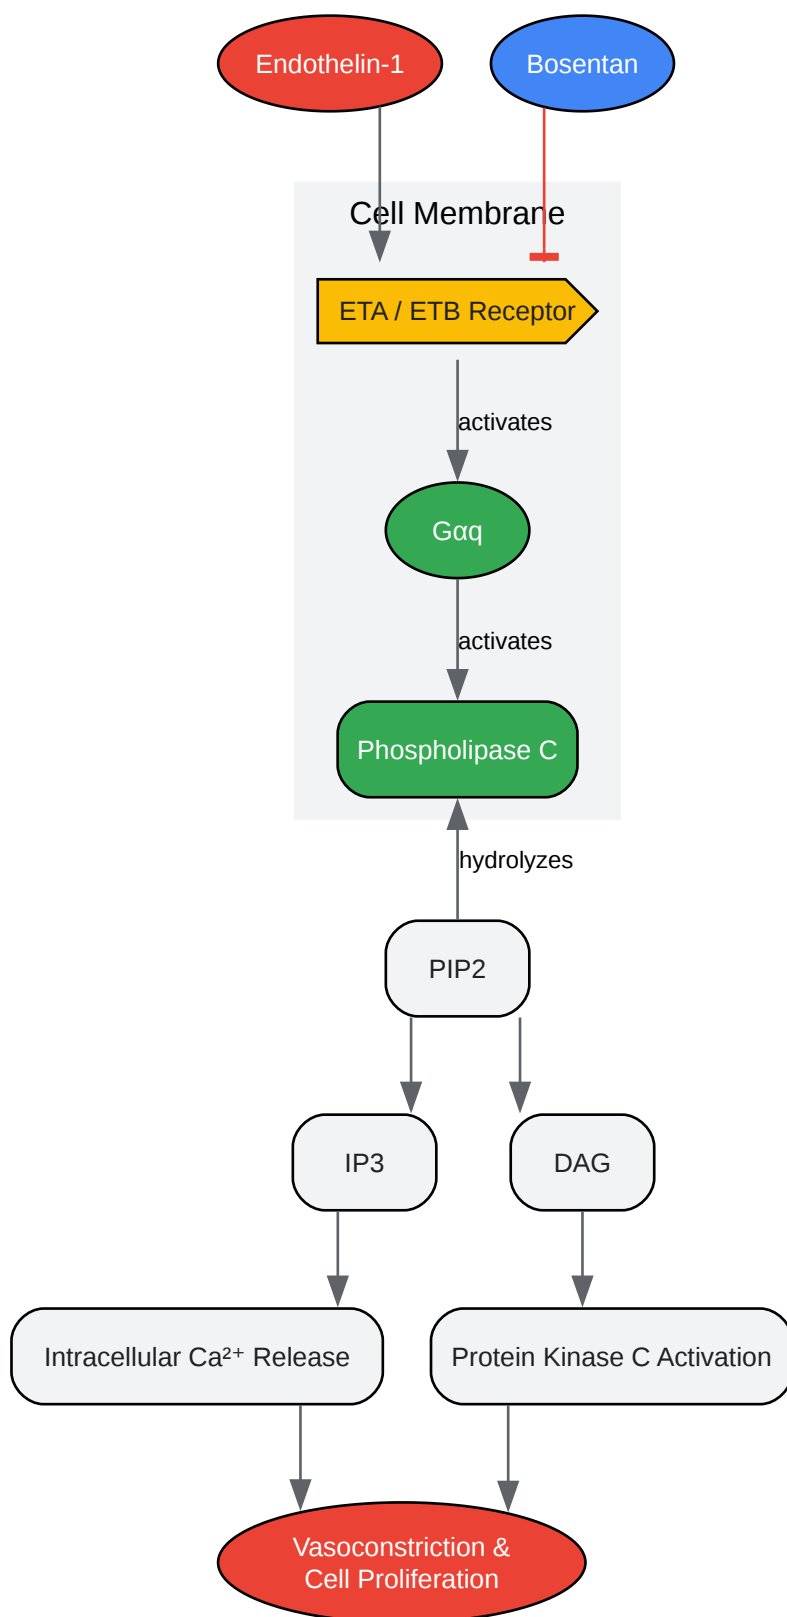 Endothelin-1
Bosentan
Cell Membrane
ETA / ETB Receptor
activates
Gαq
activates
Phospholipase C
hydrolyzes
PIP2
IP3
DAG
Intracellular Ca²⁺ Release
Protein Kinase C Activation
Vasoconstriction &
Cell Proliferation